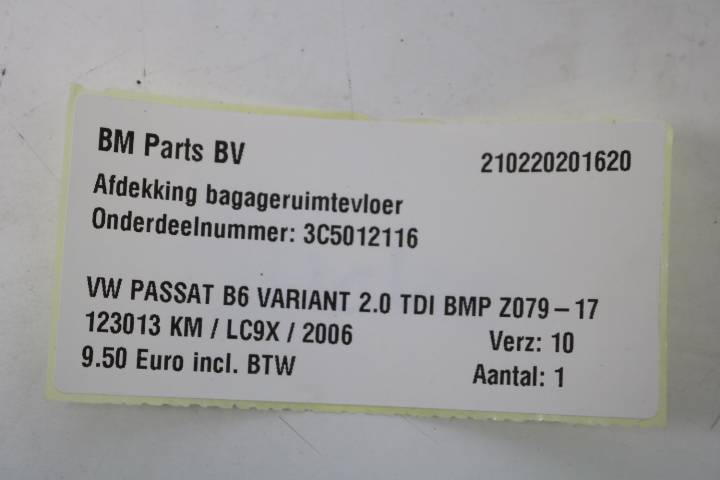 BM Parts BV 210220201620
Afdekking bagageruimtevloer
Onderdeelnummer: 3C5012116
VW PASSAT B6 VARIANT 2.0 TDI BMP Z079-17
123013 KM / LC9X / 2006 Verz: 10
9.50 Euro incl. BTW Aantal: 1